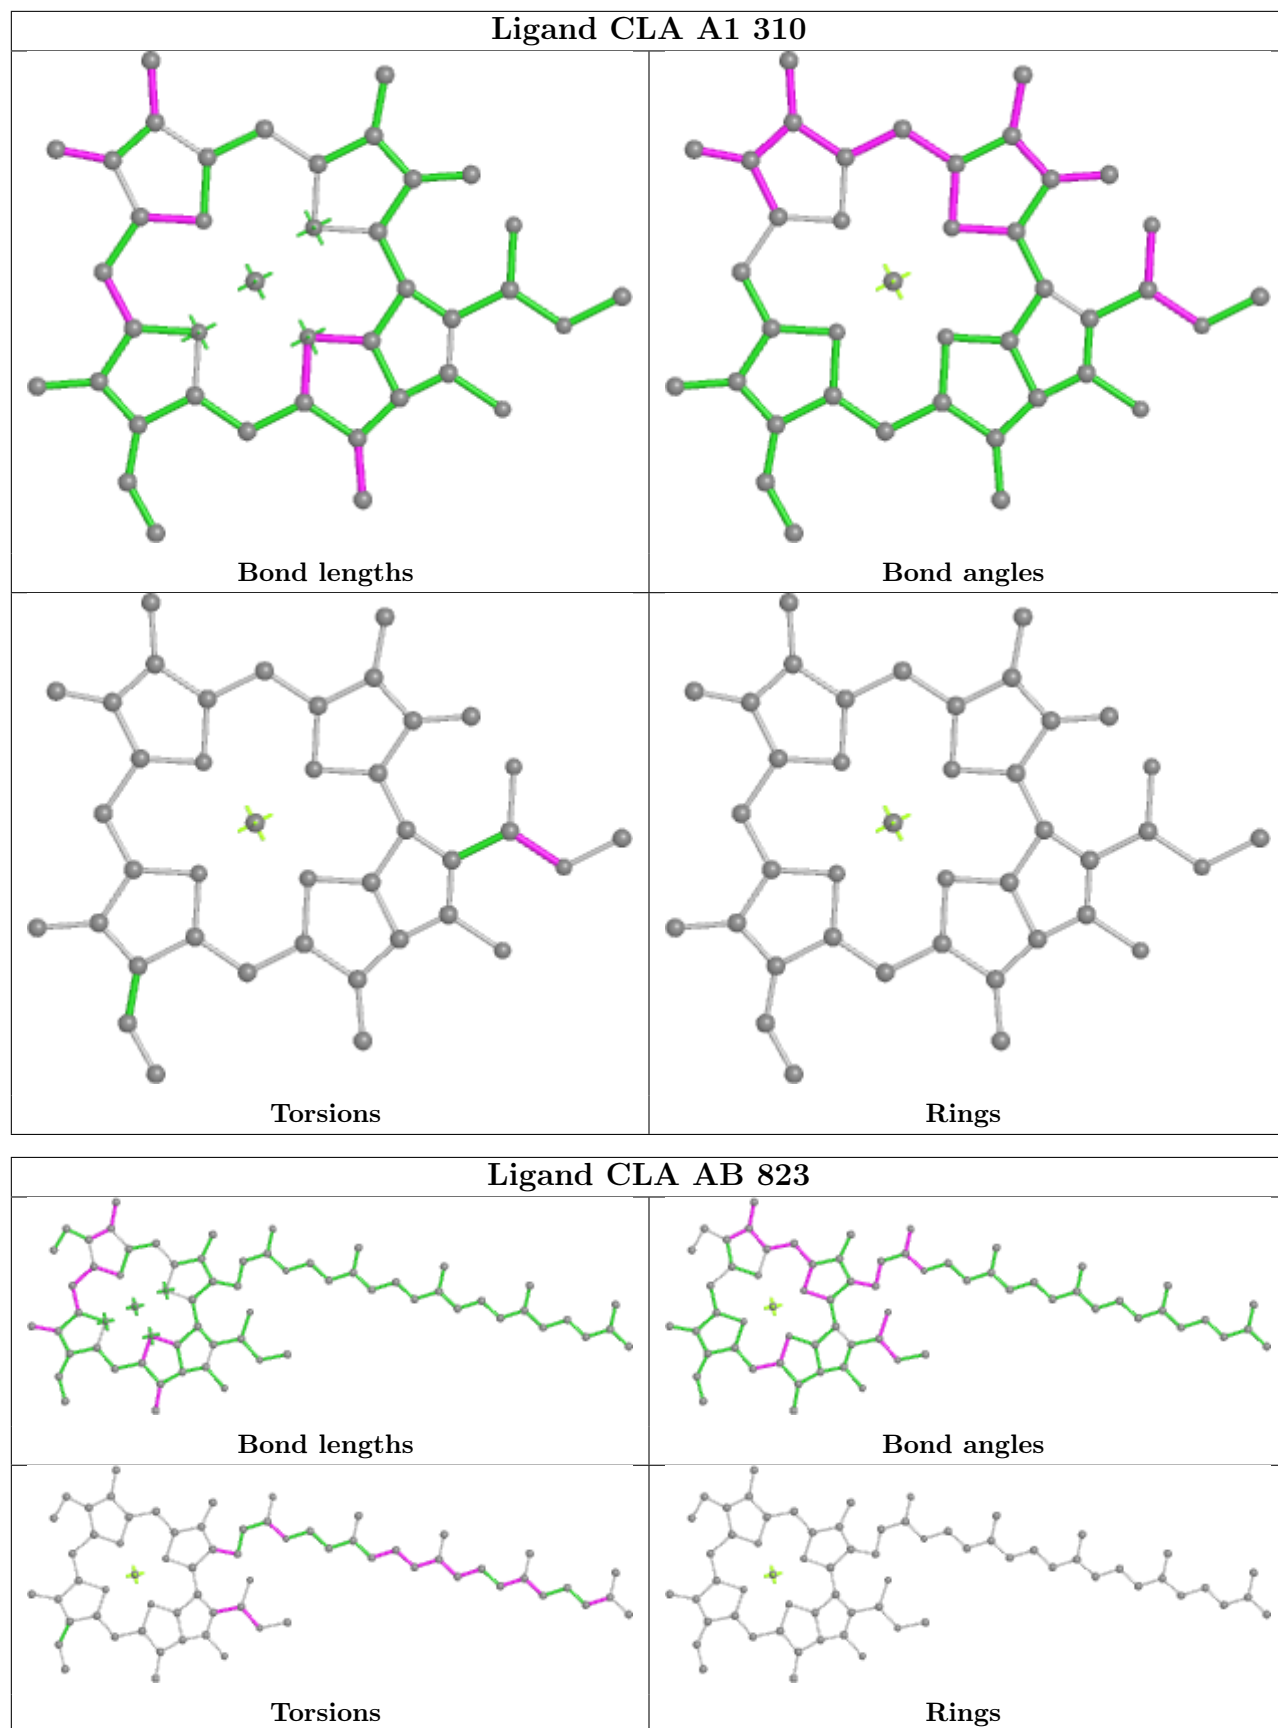 Ligand CLA A1 310
Bond lengths
Bond angles
Torsions
Rings
Ligand CLA AB 823
Bond lengths
Bond angles
Torsions
Rings